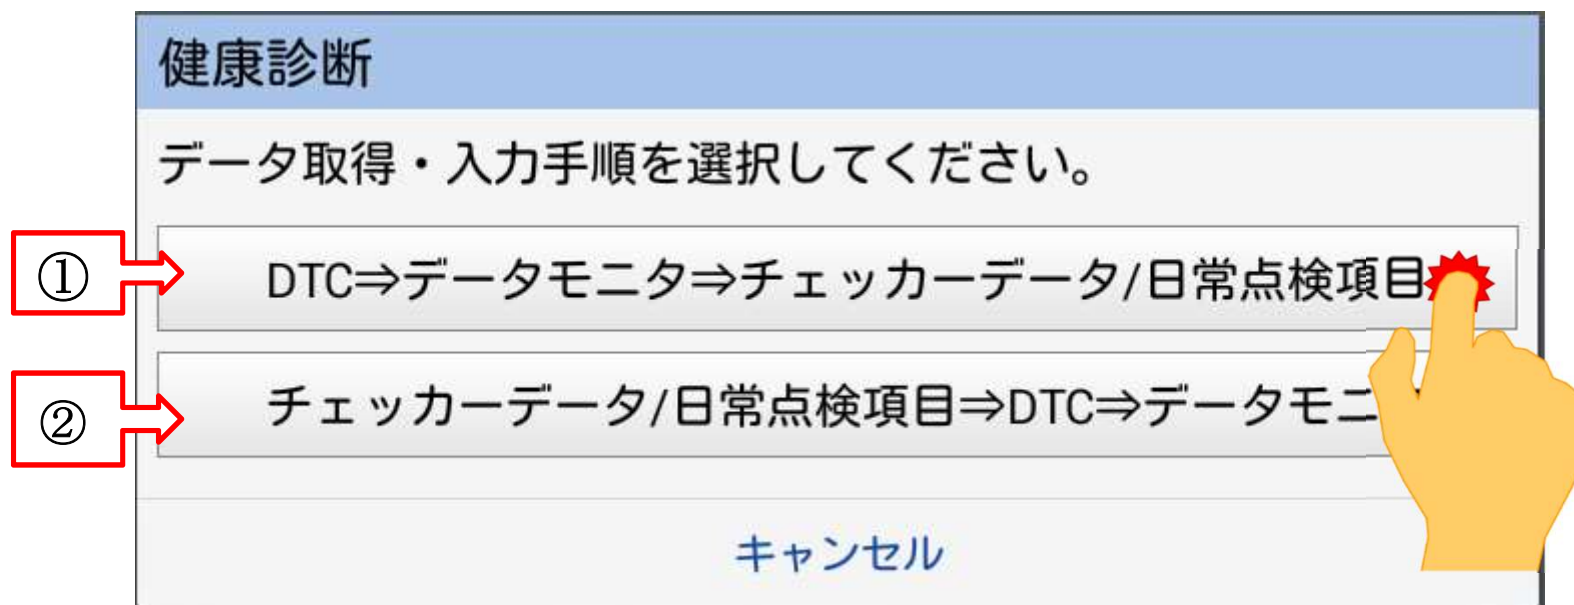 健康診断
データ取得・入力手順を選択してください。
① DTC⇒データモニタ⇒チェッカーデータ/日常点検項目
② チェッカーデータ/日常点検項目⇒DTC⇒データモニ
キャンセル